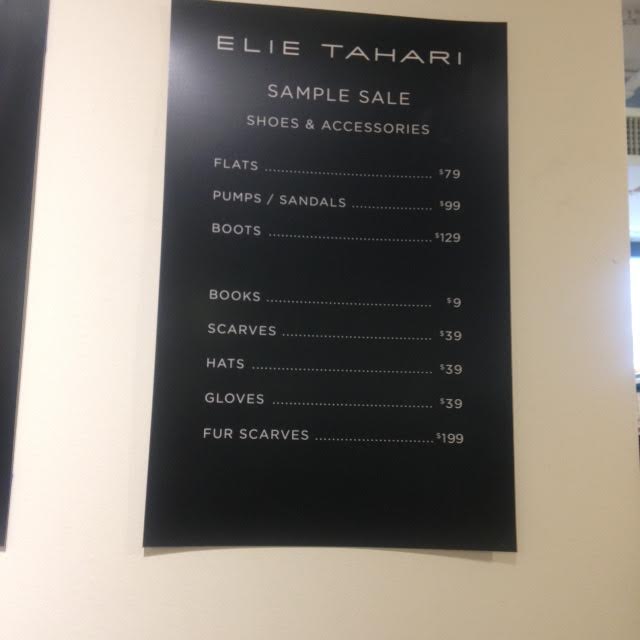 ELIE TAHARI
SAMPLE SALE
SHOES & ACCESSORIES
FLATS ........................................ $79
PUMPS / SANDALS .................... $99
BOOTS ........................................ $129
BOOKS ........................................ $9
SCARVES .................................... $39
HATS ........................................... $39
GLOVES ...................................... $39
FUR SCARVES ............................ $199